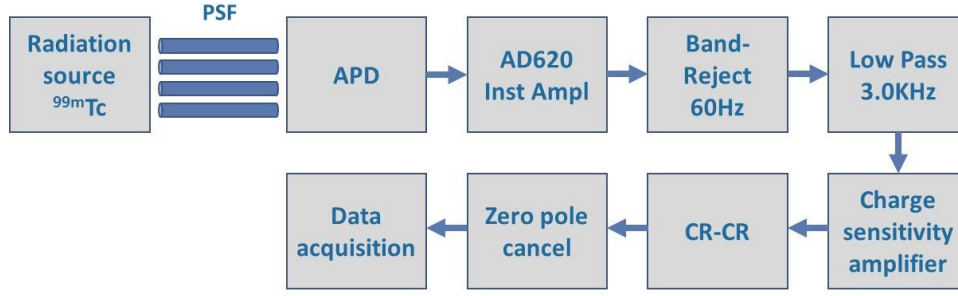 PSF
Radiation
source
⁹⁹ᵐTc
APD
AD620
Inst Ampl
Band-
Reject
60Hz
Low Pass
3.0KHz
Charge
sensitivity
amplifier
CR-CR
Zero pole
cancel
Data
acquisition